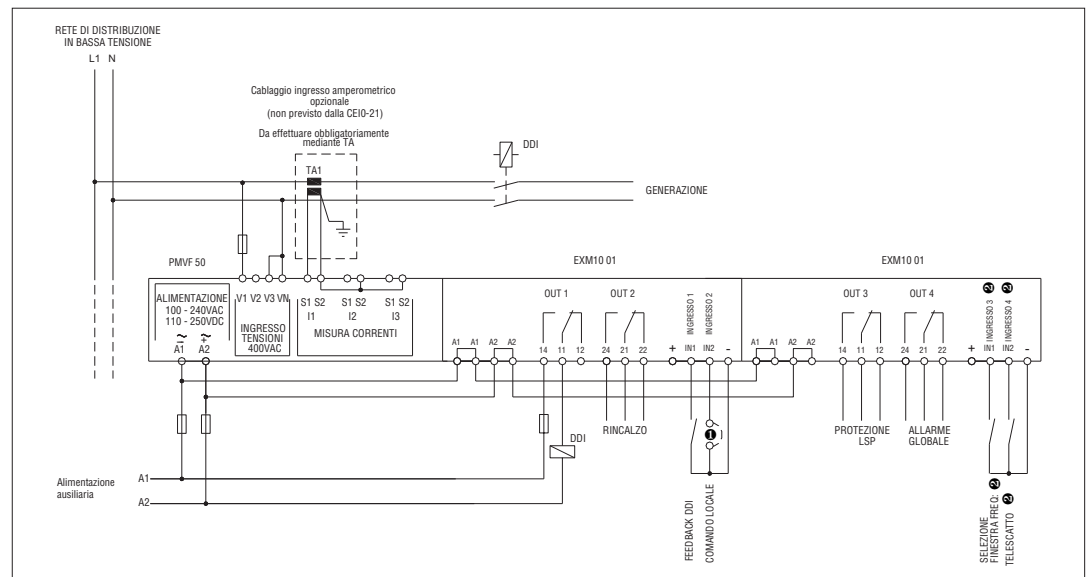 RETE DI DISTRIBUZIONE
IN BASSA TENSIONE
L1 N
Cablaggio ingresso amperometrico
opzionale
(non previsto dalla CEI0-21)
Da effettuare obbligatoriamente
mediante TA
TA1
DDI
GENERAZIONE
PMVF 50
EXM10 01
EXM10 01
ALIMENTAZIONE
100 - 240VAC
110 - 250VDC
~ ~
- +
A1 A2
V1 V2 V3 VN
INGRESSO
TENSIONI
400VAC
S1 S2 S1 S2 S1 S2
I1 I2 I3
MISURA CORRENTI
OUT 1 OUT 2
INGRESSO 1
INGRESSO 2
A1 A1 A2 A2
14 11 12 24 21 22
+ IN1 IN2 -
OUT 3 OUT 4
INGRESSO 3 ❷
INGRESSO 4 ❷
A1 A1 A2 A2
14 11 12 24 21 22
+ IN1 IN2 -
RINCALZO
❶
DDI
PROTEZIONE
LSP
ALLARME
GLOBALE
Alimentazione
ausiliaria
A1
A2
FEEDBACK DDI
COMANDO LOCALE
SELEZIONE
FINESTRA FREQ. ❷
TELESCATTO ❷